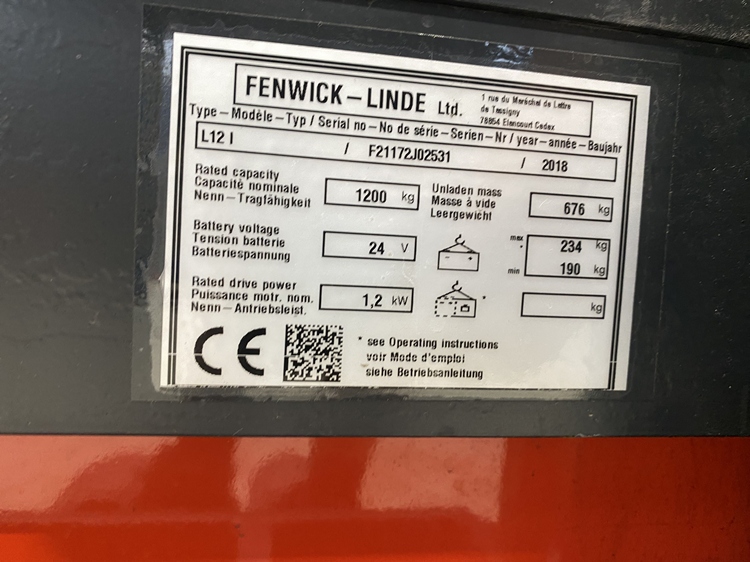 FENWICK – LINDE Ltd.
1 rue du Maréchal de Lattre
de Tassigny
78854 Elancourt Cedex
Type – Modèle – Typ / Serial no – No de série – Serien – Nr / year – année – Baujahr
L12 I / F21172J02531 / 2018
Rated capacity
Capacité nominale
Nenn – Tragfähigkeit
1200 kg
Unladen mass
Masse à vide
Leergewicht
676 kg
Battery voltage
Tension batterie
Batteriespannung
24 V
max * 234 kg
min 190 kg
Rated drive power
Puissance motr. nom.
Nenn – Antriebsleist.
1,2 kW
* kg
CE
* see Operating instructions
voir Mode d'emploi
siehe Betriebsanleitung